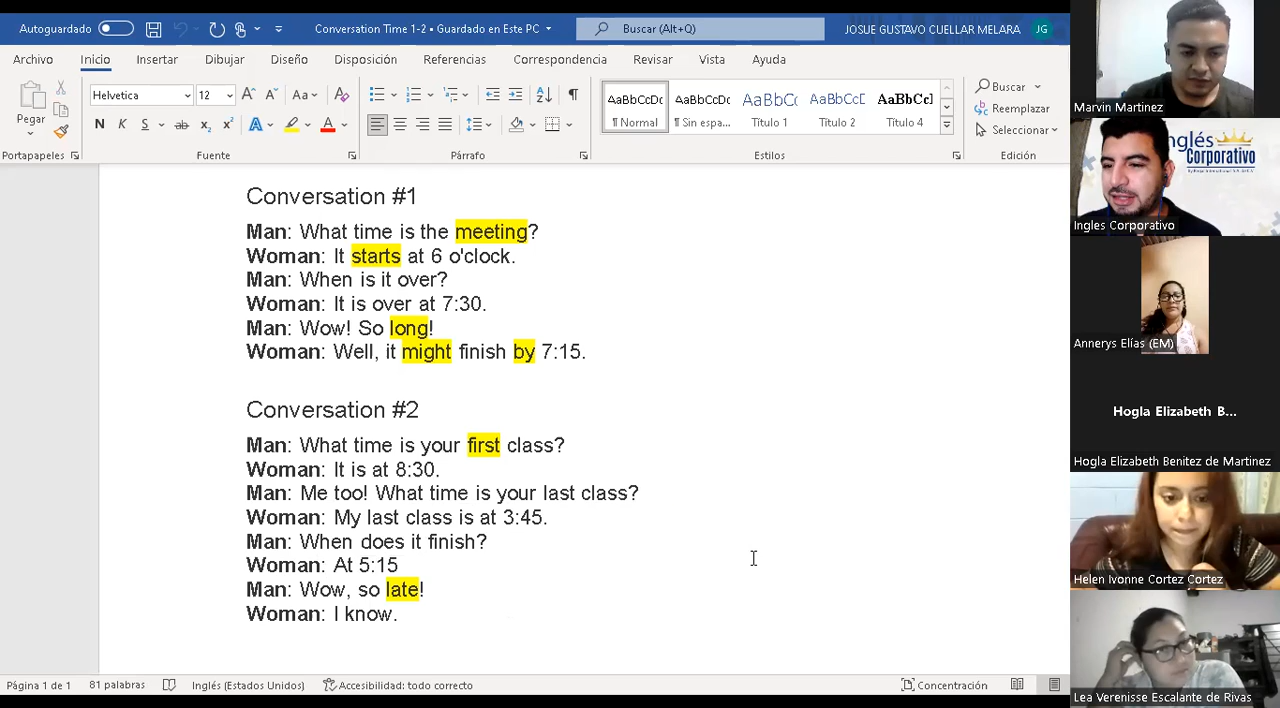 Autoguardado
Conversation Time 1-2 • Guardado en Este PC
Buscar (Alt+Q)
JOSUE GUSTAVO CUELLAR MELARA
JG
Archivo Inicio Insertar Dibujar Diseño Disposición Referencias Correspondencia Revisar Vista Ayuda
Pegar
Portapapeles
Helvetica 12
N K S ab x₂ x²
Fuente
Párrafo
AaBbCcDc AaBbCcDc AaBbC AaBbCcD AaBbCcI
¶ Normal ¶ Sin espa... Título 1 Título 2 Título 4
Estilos
Buscar
Reemplazar
Seleccionar
Edición
Conversation #1
Man: What time is the meeting?
Woman: It starts at 6 o'clock.
Man: When is it over?
Woman: It is over at 7:30.
Man: Wow! So long!
Woman: Well, it might finish by 7:15.
Conversation #2
Man: What time is your first class?
Woman: It is at 8:30.
Man: Me too! What time is your last class?
Woman: My last class is at 3:45.
Man: When does it finish?
Woman: At 5:15
Man: Wow, so late!
Woman: I know.
Página 1 de 1 81 palabras Inglés (Estados Unidos) Accesibilidad: todo correcto Concentración
Marvin Martinez
Inglés
Corporativo
Ingles Corporativo
Annerys Elías (EM)
Hogla Elizabeth B...
Hogla Elizabeth Benitez de Martinez
Helen Ivonne Cortez Cortez
Lea Verenisse Escalante de Rivas